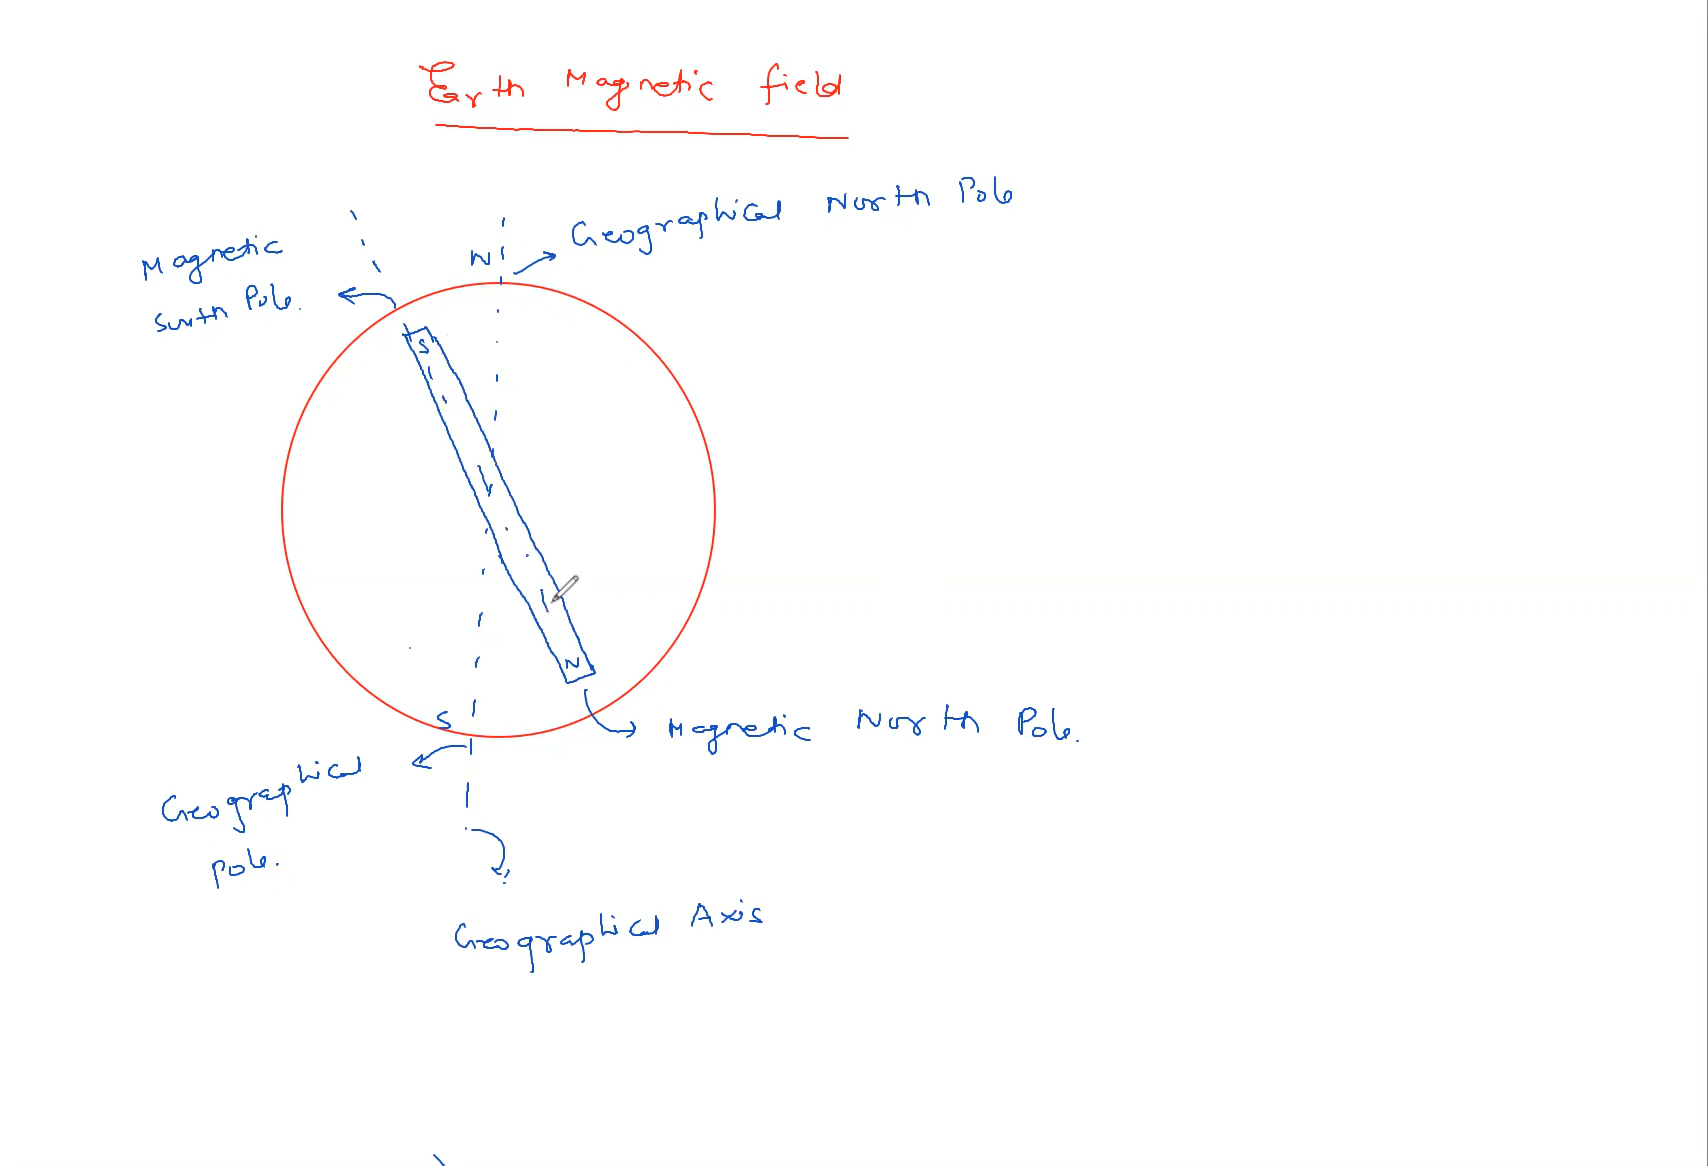 Earth Magnetic field
Geographical North Pole
N
Magnetic
South Pole.
S
N
S
Magnetic North Pole.
Geographical
pole.
Geographical Axis